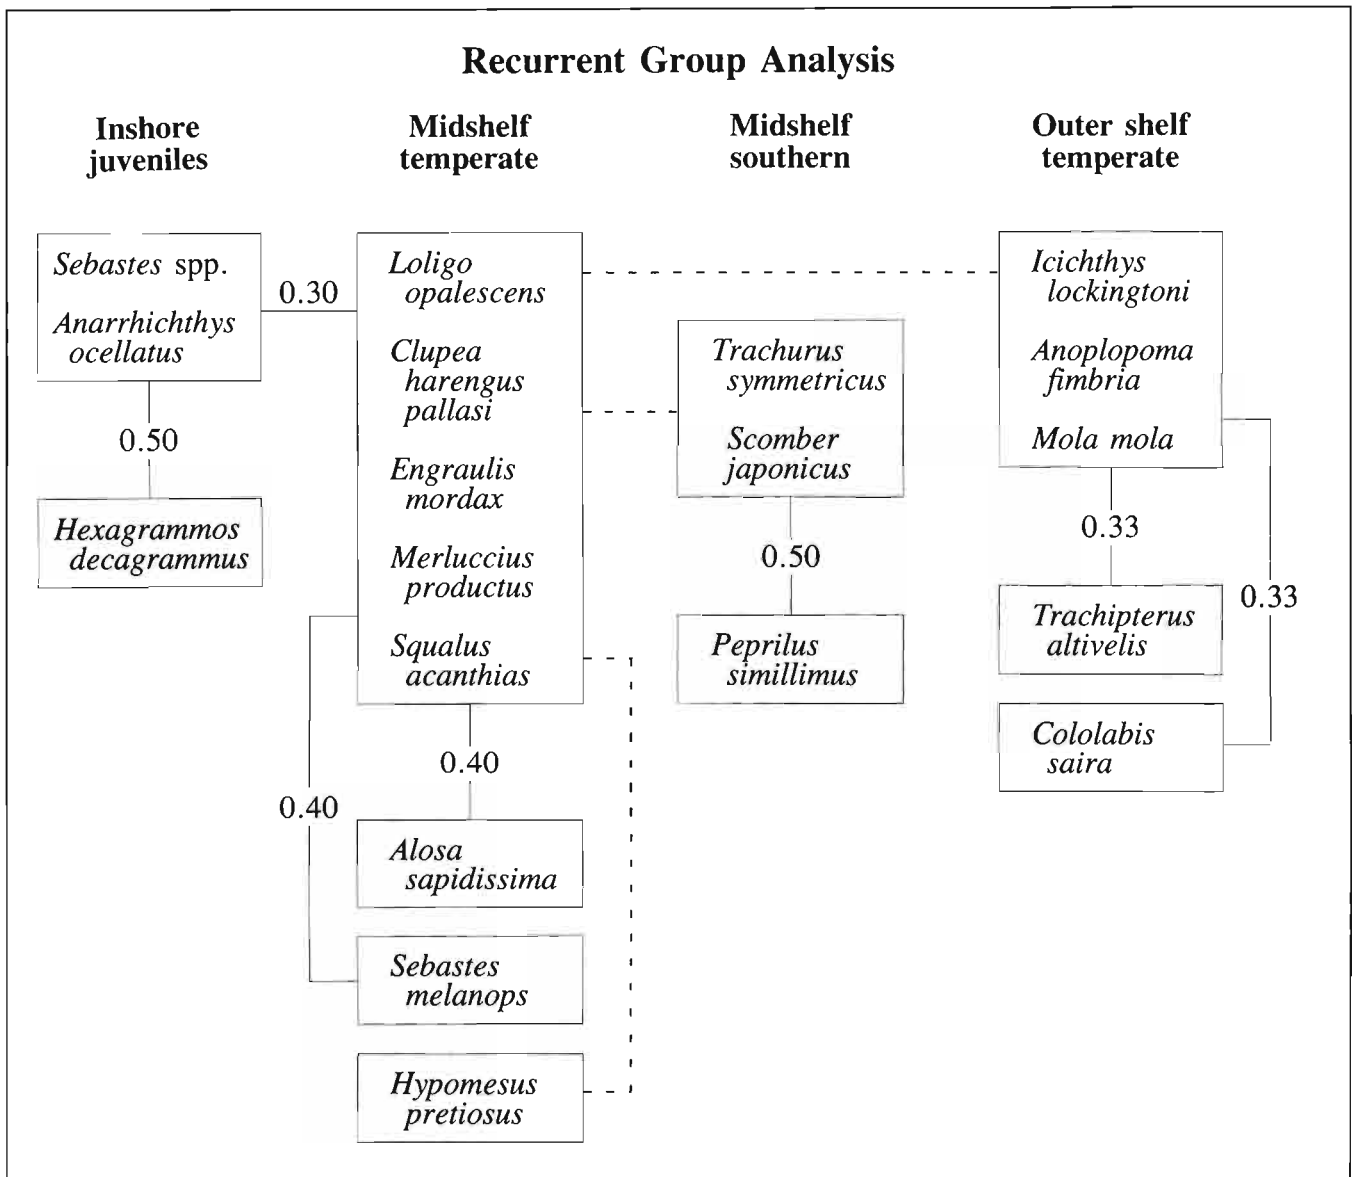 Recurrent Group Analysis
Inshore
juveniles
Midshelf
temperate
Midshelf
southern
Outer shelf
temperate
Sebastes spp.
Anarrhichthys
ocellatus
0.50
Hexagrammos
decagrammus
0.30
Loligo
opalescens
Clupea
harengus
pallasi
Engraulis
mordax
Merluccius
productus
Squalus
acanthias
0.40
0.40
Alosa
sapidissima
Sebastes
melanops
Hypomesus
pretiosus
Trachurus
symmetricus
Scomber
japonicus
0.50
Peprilus
simillimus
Icichthys
lockingtoni
Anoplopoma
fimbria
Mola mola
0.33
0.33
Trachipterus
altivelis
Cololabis
saira